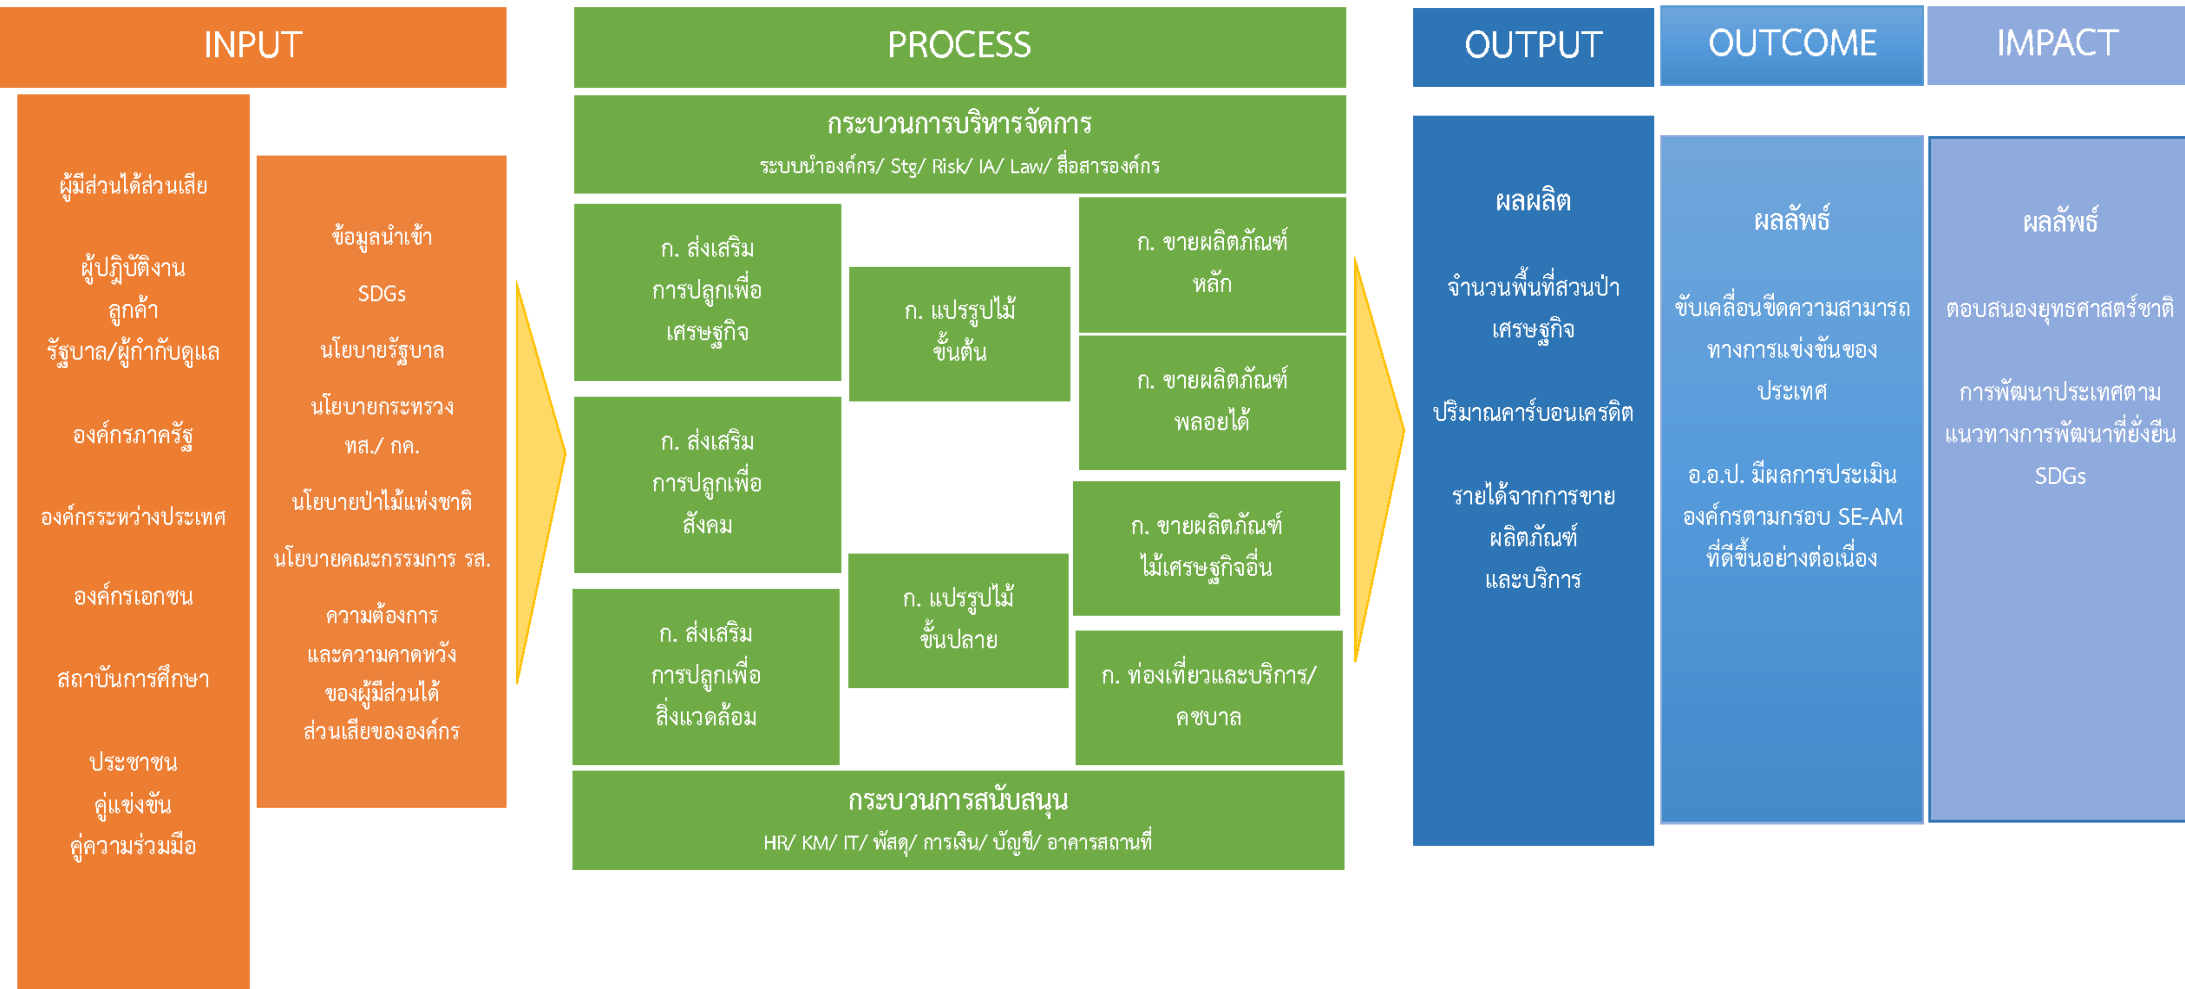 INPUT
ผู้มีส่วนได้ส่วนเสีย
ผู้ปฎิบัติงาน
ลูกค้า
รัฐบาล/ผู้กำกับดูแล
องค์กรภาครัฐ
องค์กรระหว่างประเทศ
องค์กรเอกชน
สถาบันการศึกษา
ประชาชน
คู่แข่งขัน
คู่ความร่วมมือ
ข้อมูลนำเข้า
SDGs
นโยบายรัฐบาล
นโยบายกระทรวง
ทส./ กค.
นโยบายป่าไม้แห่งชาติ
นโยบายคณะกรรมการ รส.
ความต้องการ
และความคาดหวัง
ของผู้มีส่วนได้
ส่วนเสียขององค์กร
PROCESS
กระบวนการบริหารจัดการ
ระบบนำองค์กร/ Stg/ Risk/ IA/ Law/ สื่อสารองค์กร
ก. ส่งเสริม
การปลูกเพื่อ
เศรษฐกิจ
ก. ส่งเสริม
การปลูกเพื่อ
สังคม
ก. ส่งเสริม
การปลูกเพื่อ
สิ่งแวดล้อม
ก. แปรรูปไม้
ขั้นต้น
ก. แปรรูปไม้
ขั้นปลาย
ก. ขายผลิตภัณฑ์
หลัก
ก. ขายผลิตภัณฑ์
พลอยได้
ก. ขายผลิตภัณฑ์
ไม้เศรษฐกิจอื่น
ก. ท่องเที่ยวและบริการ/
คชบาล
กระบวนการสนับสนุน
HR/ KM/ IT/ พัสดุ/ การเงิน/ บัญชี/ อาคารสถานที่
OUTPUT
ผลผลิต
จำนวนพื้นที่สวนป่า
เศรษฐกิจ
ปริมาณคาร์บอนเครดิต
รายได้จากการขาย
ผลิตภัณฑ์
และบริการ
OUTCOME
ผลลัพธ์
ขับเคลื่อนขีดความสามารถ
ทางการแข่งขันของ
ประเทศ
อ.อ.ป. มีผลการประเมิน
องค์กรตามกรอบ SE-AM
ที่ดีขึ้นอย่างต่อเนื่อง
IMPACT
ผลลัพธ์
ตอบสนองยุทธศาสตร์ชาติ
การพัฒนาประเทศตาม
แนวทางการพัฒนาที่ยั่งยืน
SDGs